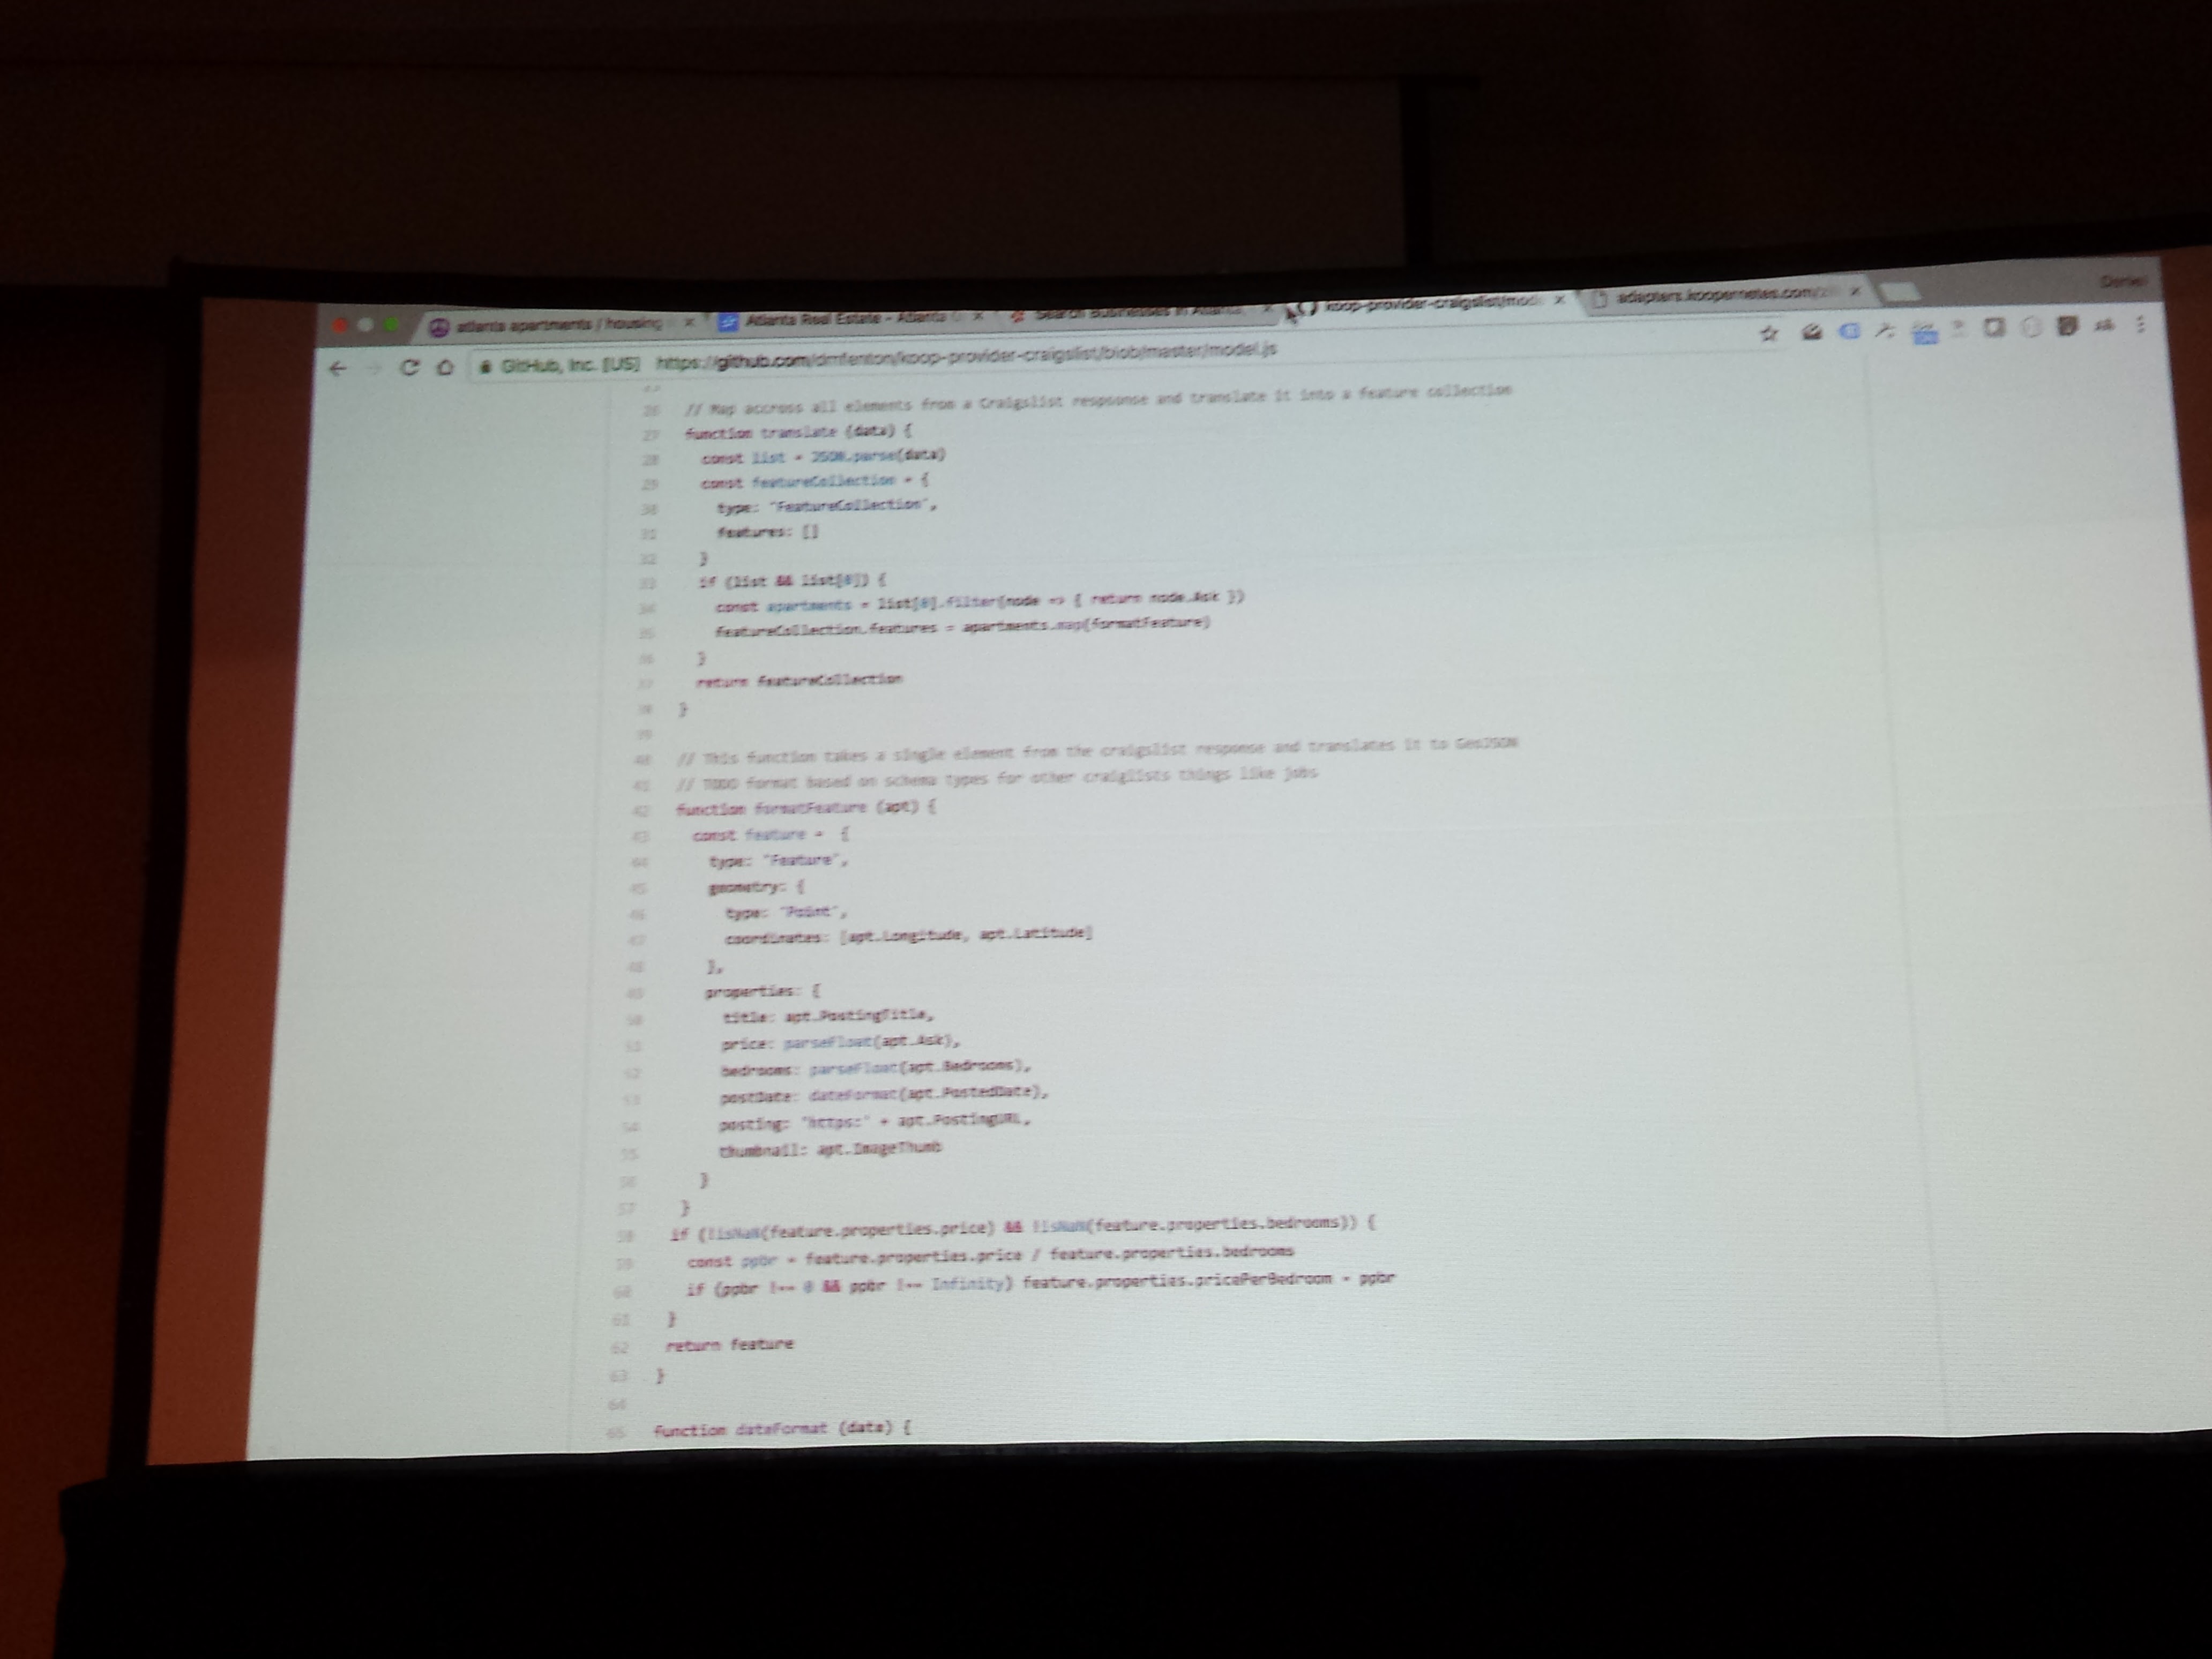 atlanta apartments / housing
Atlanta Real Estate - Atlanta
Search Businesses in Atlanta,
koop-provider-craigslist/mod
adapters.koopernetes.com/
Daniel
GitHub, Inc. [US] https://github.com/dmfenton/koop-provider-craigslist/blob/master/model.js
26 // Map accross all elements from a Craigslist respsonse and translate it into a feature collection
27 function translate (data) {
28 const list = JSON.parse(data)
29 const featureCollection = {
30 type: 'FeatureCollection',
31 features: []
32 }
33 if (list && list[0]) {
34 const apartments = list[0].filter(node => { return node.Ask })
35 featureCollection.features = apartments.map(formatFeature)
36 }
37 return featureCollection
38 }
39
40 // This function takes a single element from the craigslist response and translates it to GeoJSON
41 // TODO format based on schema types for other craiglists things like jobs
42 function formatFeature (apt) {
43 const feature = {
44 type: 'Feature',
45 geometry: {
46 type: 'Point',
47 coordinates: [apt.Longitude, apt.Latitude]
48 },
49 properties: {
50 title: apt.PostingTitle,
51 price: parseFloat(apt.Ask),
52 bedrooms: parseFloat(apt.Bedrooms),
53 postDate: dateFormat(apt.PostedDate),
54 posting: 'https:' + apt.PostingURL,
55 thumbnail: apt.ImageThumb
56 }
57 }
58 if (!isNaN(feature.properties.price) && !isNaN(feature.properties.bedrooms)) {
59 const ppbr = feature.properties.price / feature.properties.bedrooms
60 if (ppbr !== 0 && ppbr !== Infinity) feature.properties.pricePerBedroom = ppbr
61 }
62 return feature
63 }
64
65 function dateFormat (date) {